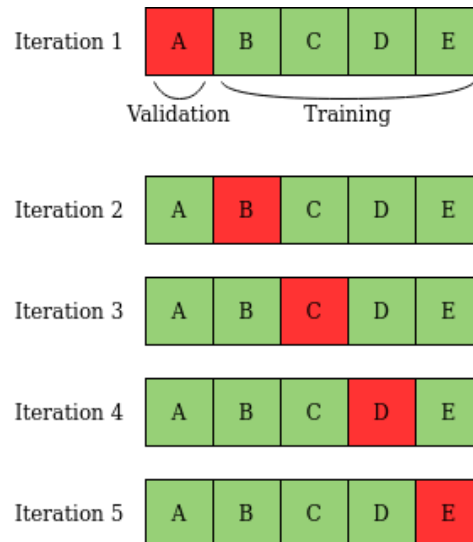 Iteration 1 A B C D E
Validation Training
Iteration 2 A B C D E
Iteration 3 A B C D E
Iteration 4 A B C D E
Iteration 5 A B C D E